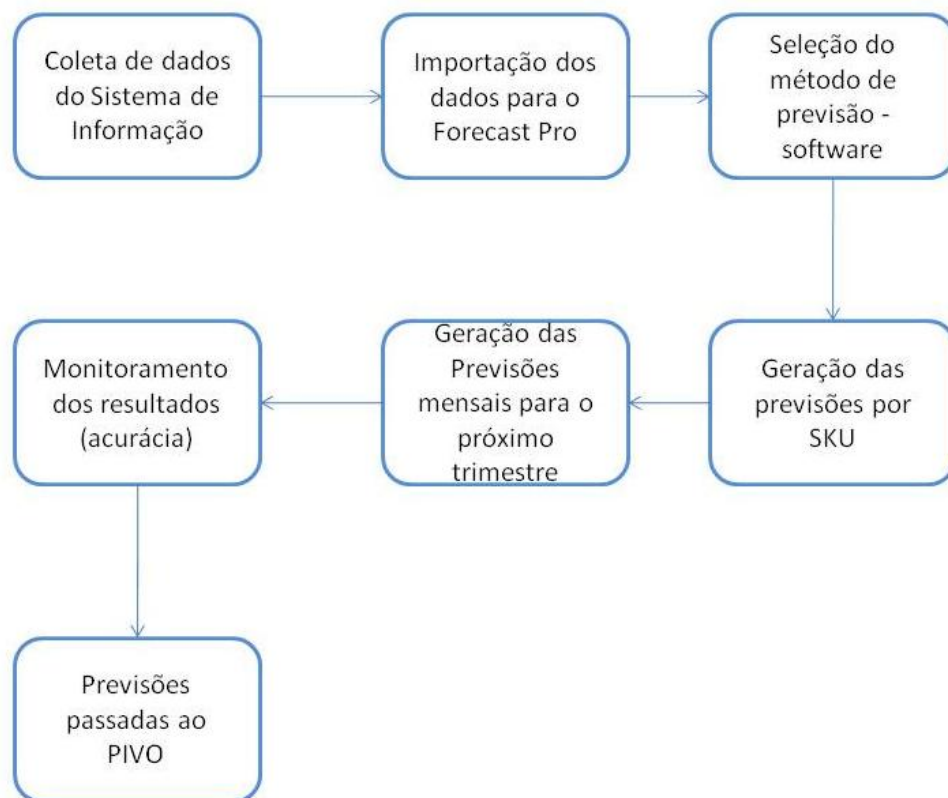 Coleta de dados
do Sistema de
Informação
Importação dos
dados para o
Forecast Pro
Seleção do
método de
previsão -
software
Monitoramento
dos resultados
(acurácia)
Geração das
Previsões
mensais para o
próximo
trimestre
Geração das
previsões por
SKU
Previsões
passadas ao
PIVO